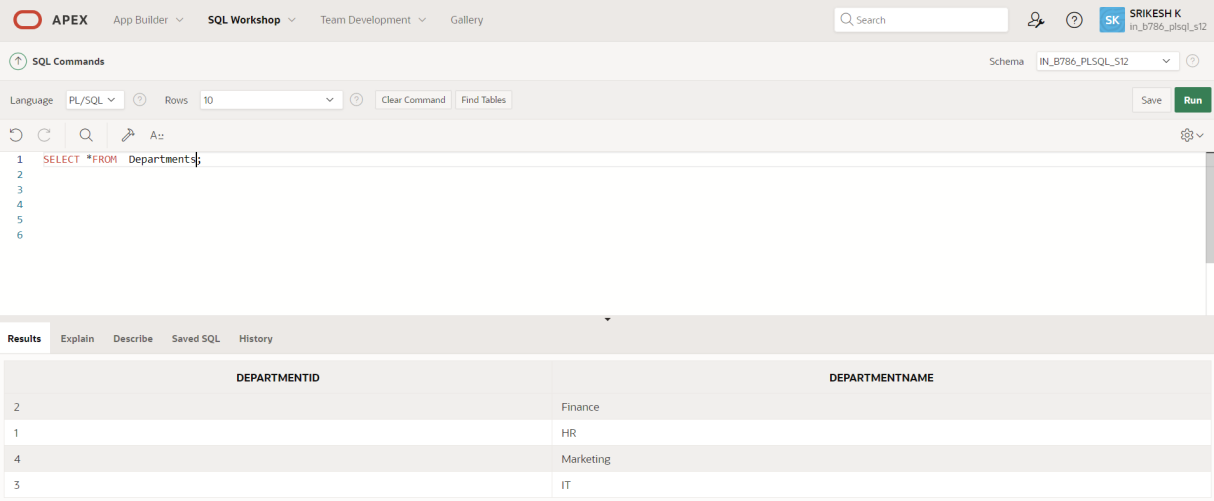 APEX App Builder SQL Workshop Team Development Gallery Search SK SRIKESH K
in_b786_plsql_s12
SQL Commands Schema IN_B786_PLSQL_S12
Language PL/SQL Rows 10 Clear Command Find Tables Save Run
A::
1 SELECT *FROM  Departments;
2
3
4
5
6
Results Explain Describe Saved SQL History
DEPARTMENTID DEPARTMENTNAME
2 Finance
1 HR
4 Marketing
3 IT